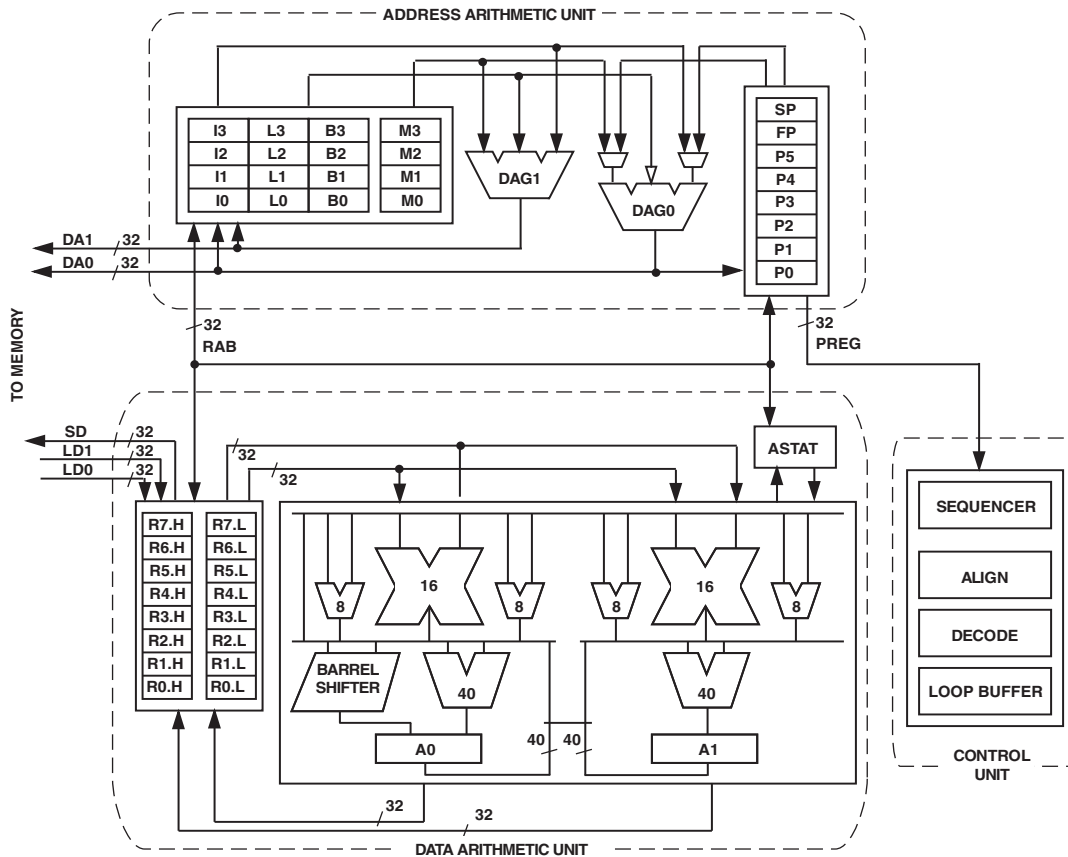 ADDRESS ARITHMETIC UNIT
I3 L3 B3 M3
I2 L2 B2 M2
I1 L1 B1 M1
I0 L0 B0 M0
DAG1
DAG0
SP
FP
P5
P4
P3
P2
P1
P0
DA1 32
DA0 32
32
RAB
32
PREG
TO MEMORY
SD 32
LD1 32
LD0 32
32
32
ASTAT
R7.H R7.L
R6.H R6.L
R5.H R5.L
R4.H R4.L
R3.H R3.L
R2.H R2.L
R1.H R1.L
R0.H R0.L
16
8
8
8
16
8
BARREL
SHIFTER
40
40
A0
40 40
A1
32
32
DATA ARITHMETIC UNIT
SEQUENCER
ALIGN
DECODE
LOOP BUFFER
CONTROL
UNIT